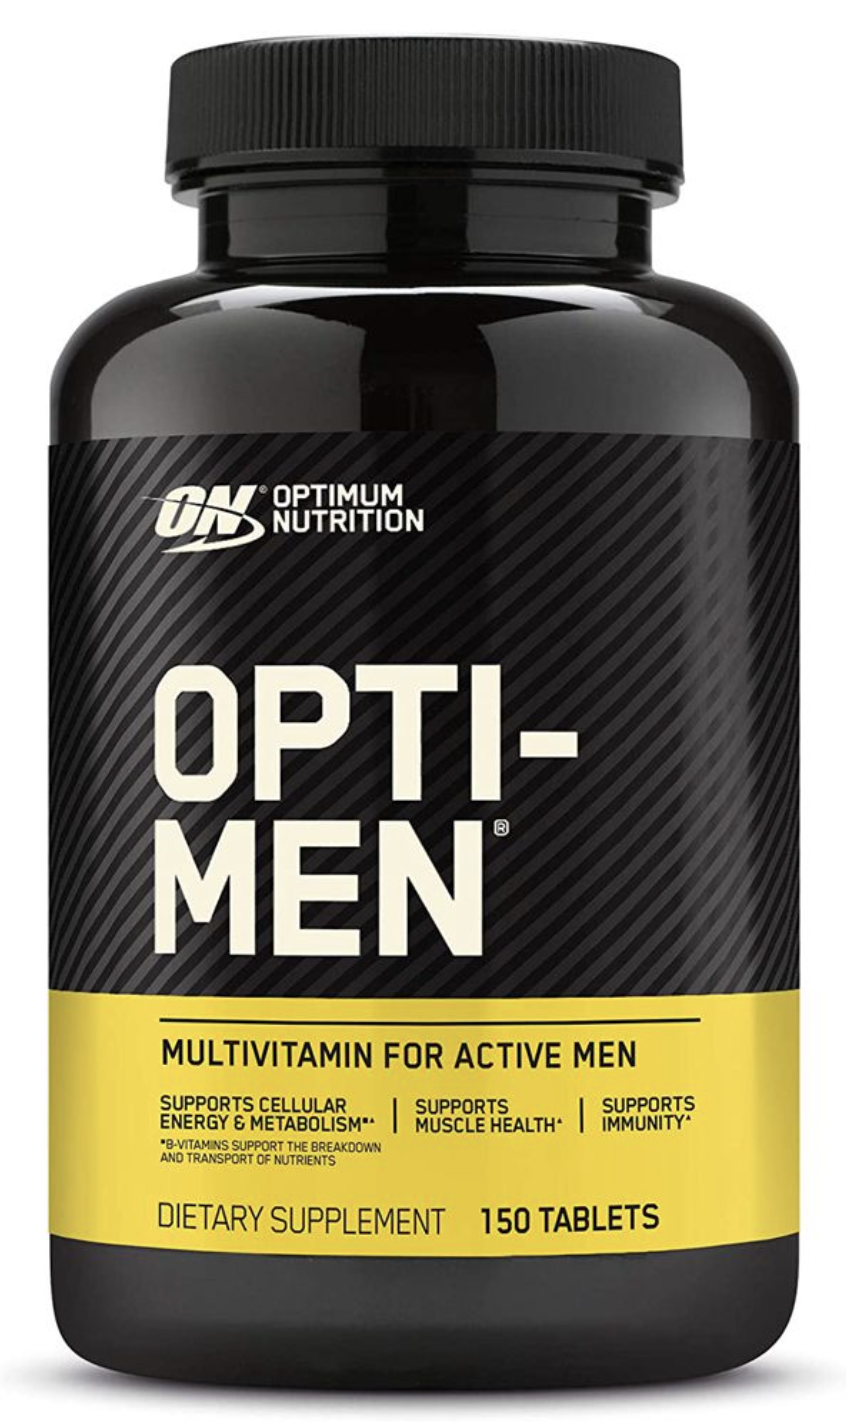 ON® OPTIMUM
NUTRITION
OPTI-
MEN®
MULTIVITAMIN FOR ACTIVE MEN
SUPPORTS CELLULAR
ENERGY & METABOLISM■▲
SUPPORTS
MUSCLE HEALTH▲
SUPPORTS
IMMUNITY▲
■B-VITAMINS SUPPORT THE BREAKDOWN
AND TRANSPORT OF NUTRIENTS
DIETARY SUPPLEMENT 150 TABLETS